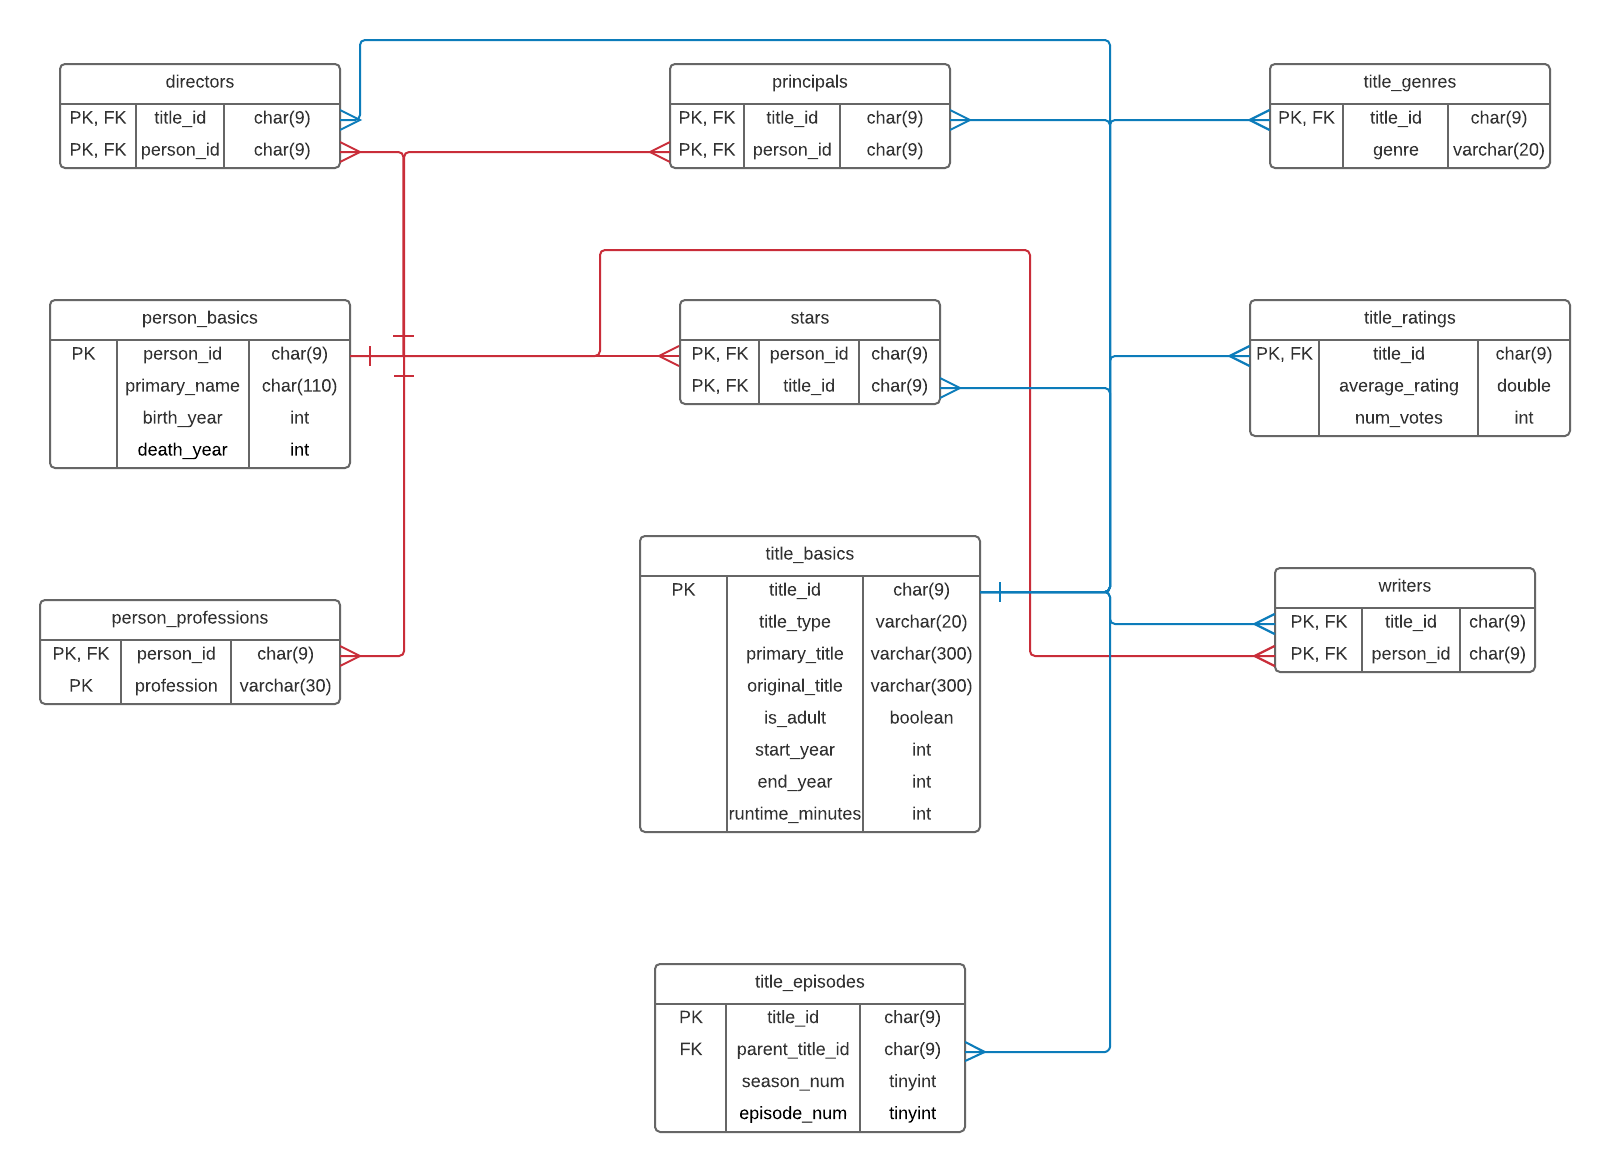 directors
PK, FK title_id char(9)
PK, FK person_id char(9)
principals
PK, FK title_id char(9)
PK, FK person_id char(9)
title_genres
PK, FK title_id char(9)
genre varchar(20)
person_basics
PK person_id char(9)
primary_name char(110)
birth_year int
death_year int
stars
PK, FK person_id char(9)
PK, FK title_id char(9)
title_ratings
PK, FK title_id char(9)
average_rating double
num_votes int
person_professions
PK, FK person_id char(9)
PK profession varchar(30)
title_basics
PK title_id char(9)
title_type varchar(20)
primary_title varchar(300)
original_title varchar(300)
is_adult boolean
start_year int
end_year int
runtime_minutes int
writers
PK, FK title_id char(9)
PK, FK person_id char(9)
title_episodes
PK title_id char(9)
FK parent_title_id char(9)
season_num tinyint
episode_num tinyint